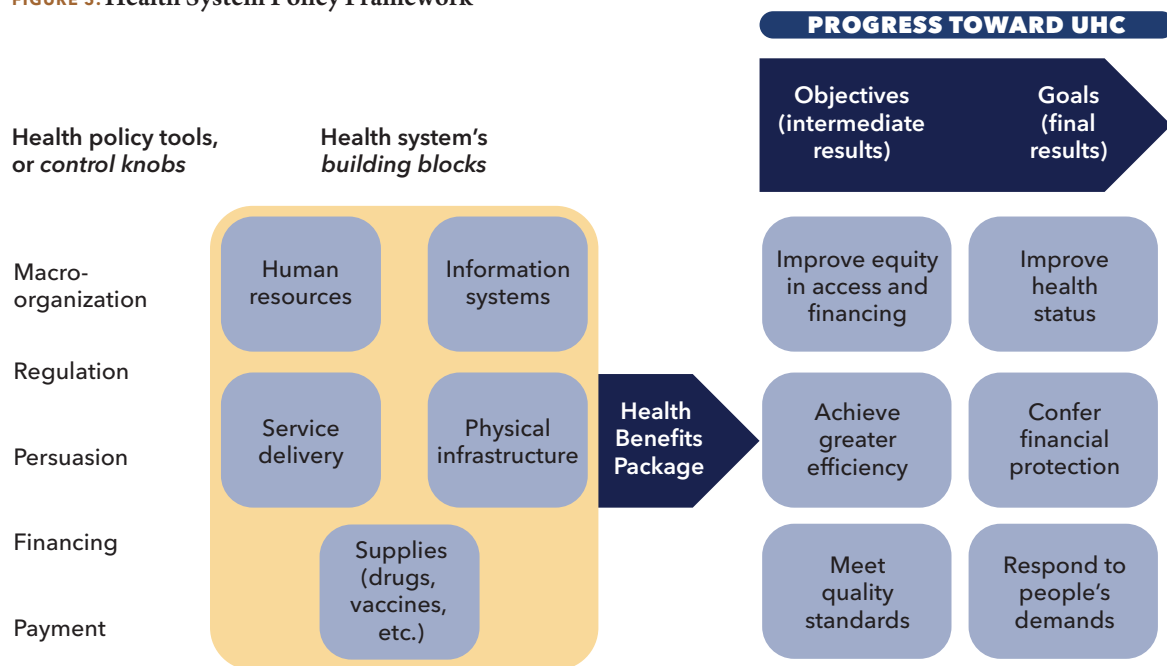 FIGURE 3: Health System Policy Framework
PROGRESS TOWARD UHC
Objectives
(intermediate
results)
Goals
(final
results)
Health policy tools,
or control knobs
Health system's
building blocks
Macro-
organization
Regulation
Persuasion
Financing
Payment
Human
resources
Information
systems
Service
delivery
Physical
infrastructure
Supplies
(drugs,
vaccines,
etc.)
Health
Benefits
Package
Improve equity
in access and
financing
Improve
health
status
Achieve
greater
efficiency
Confer
financial
protection
Meet
quality
standards
Respond to
people's
demands